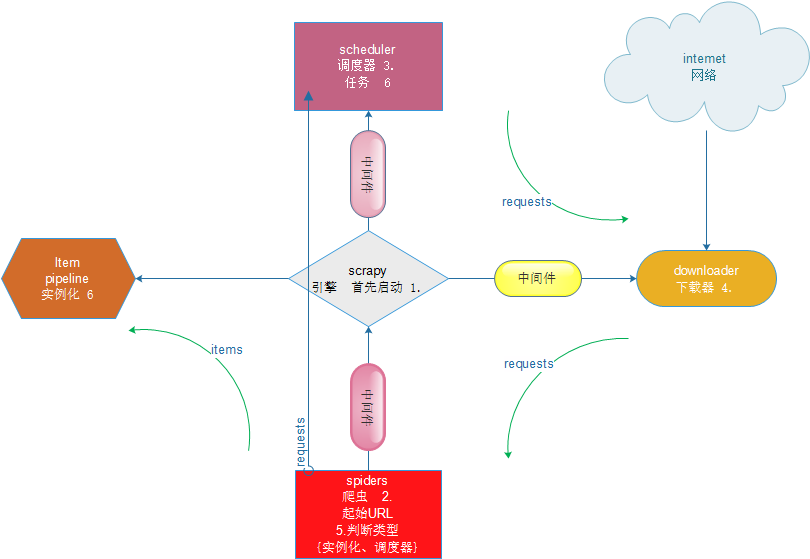 scheduler
调度器 3.
任务 6
internet
网络
中间件
requests
Item
pipeline
实例化 6
scrapy
引擎 首先启动 1.
中间件
downloader
下载器 4.
items
requests
中间件
requests
spiders
爬虫 2.
起始URL
5.判断类型
{实例化、调度器}